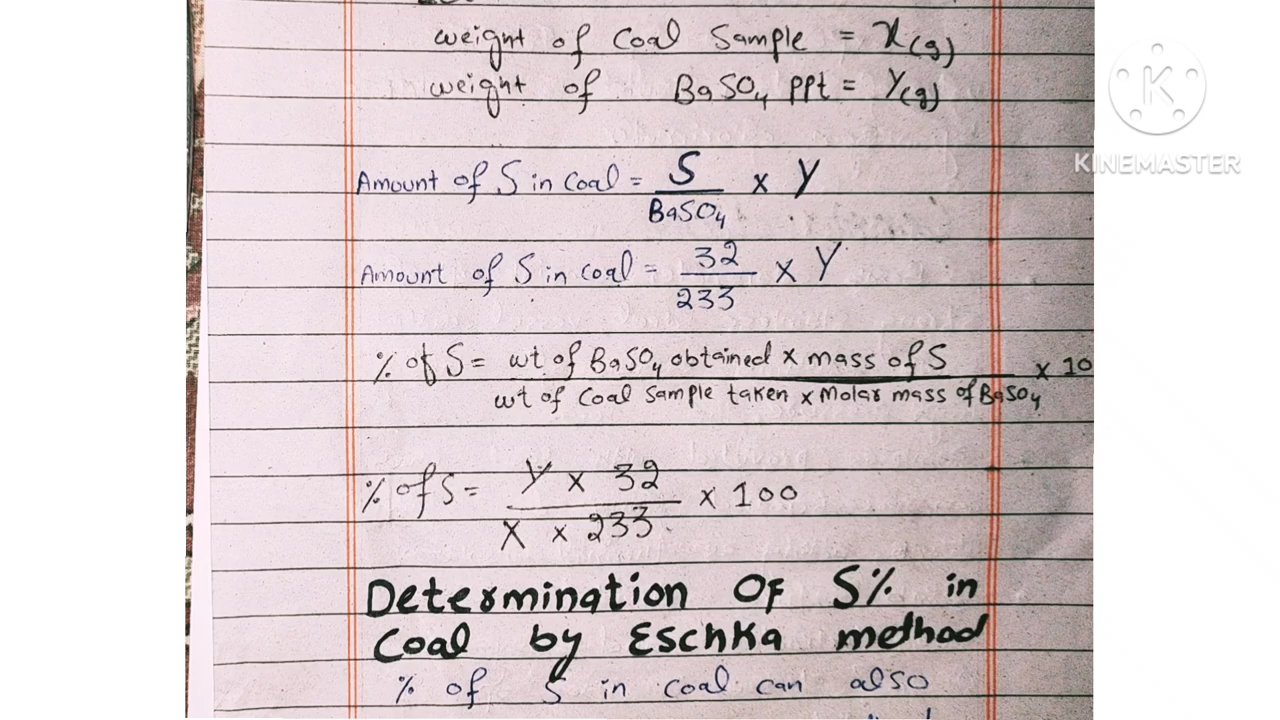 weight of Coal Sample = X(g)
weight of BaSO4 ppt = Y(g)
KINEMASTER
Amount of S in coal = S / BaSO4 x Y
Amount of S in coal = 32 / 233 x Y
% of S = wt of BaSO4 obtained x mass of S / wt of coal sample taken x Molar mass of BaSO4 x 10
% of S = Y x 32 / X x 233 x 100
Determination Of S% in
Coal by Eschka method
% of S in coal can also